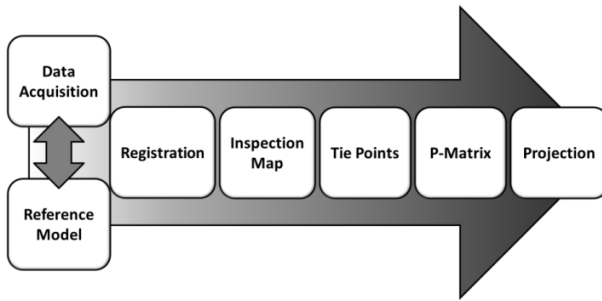 Data
Acquisition
Reference
Model
Registration
Inspection
Map
Tie Points
P-Matrix
Projection